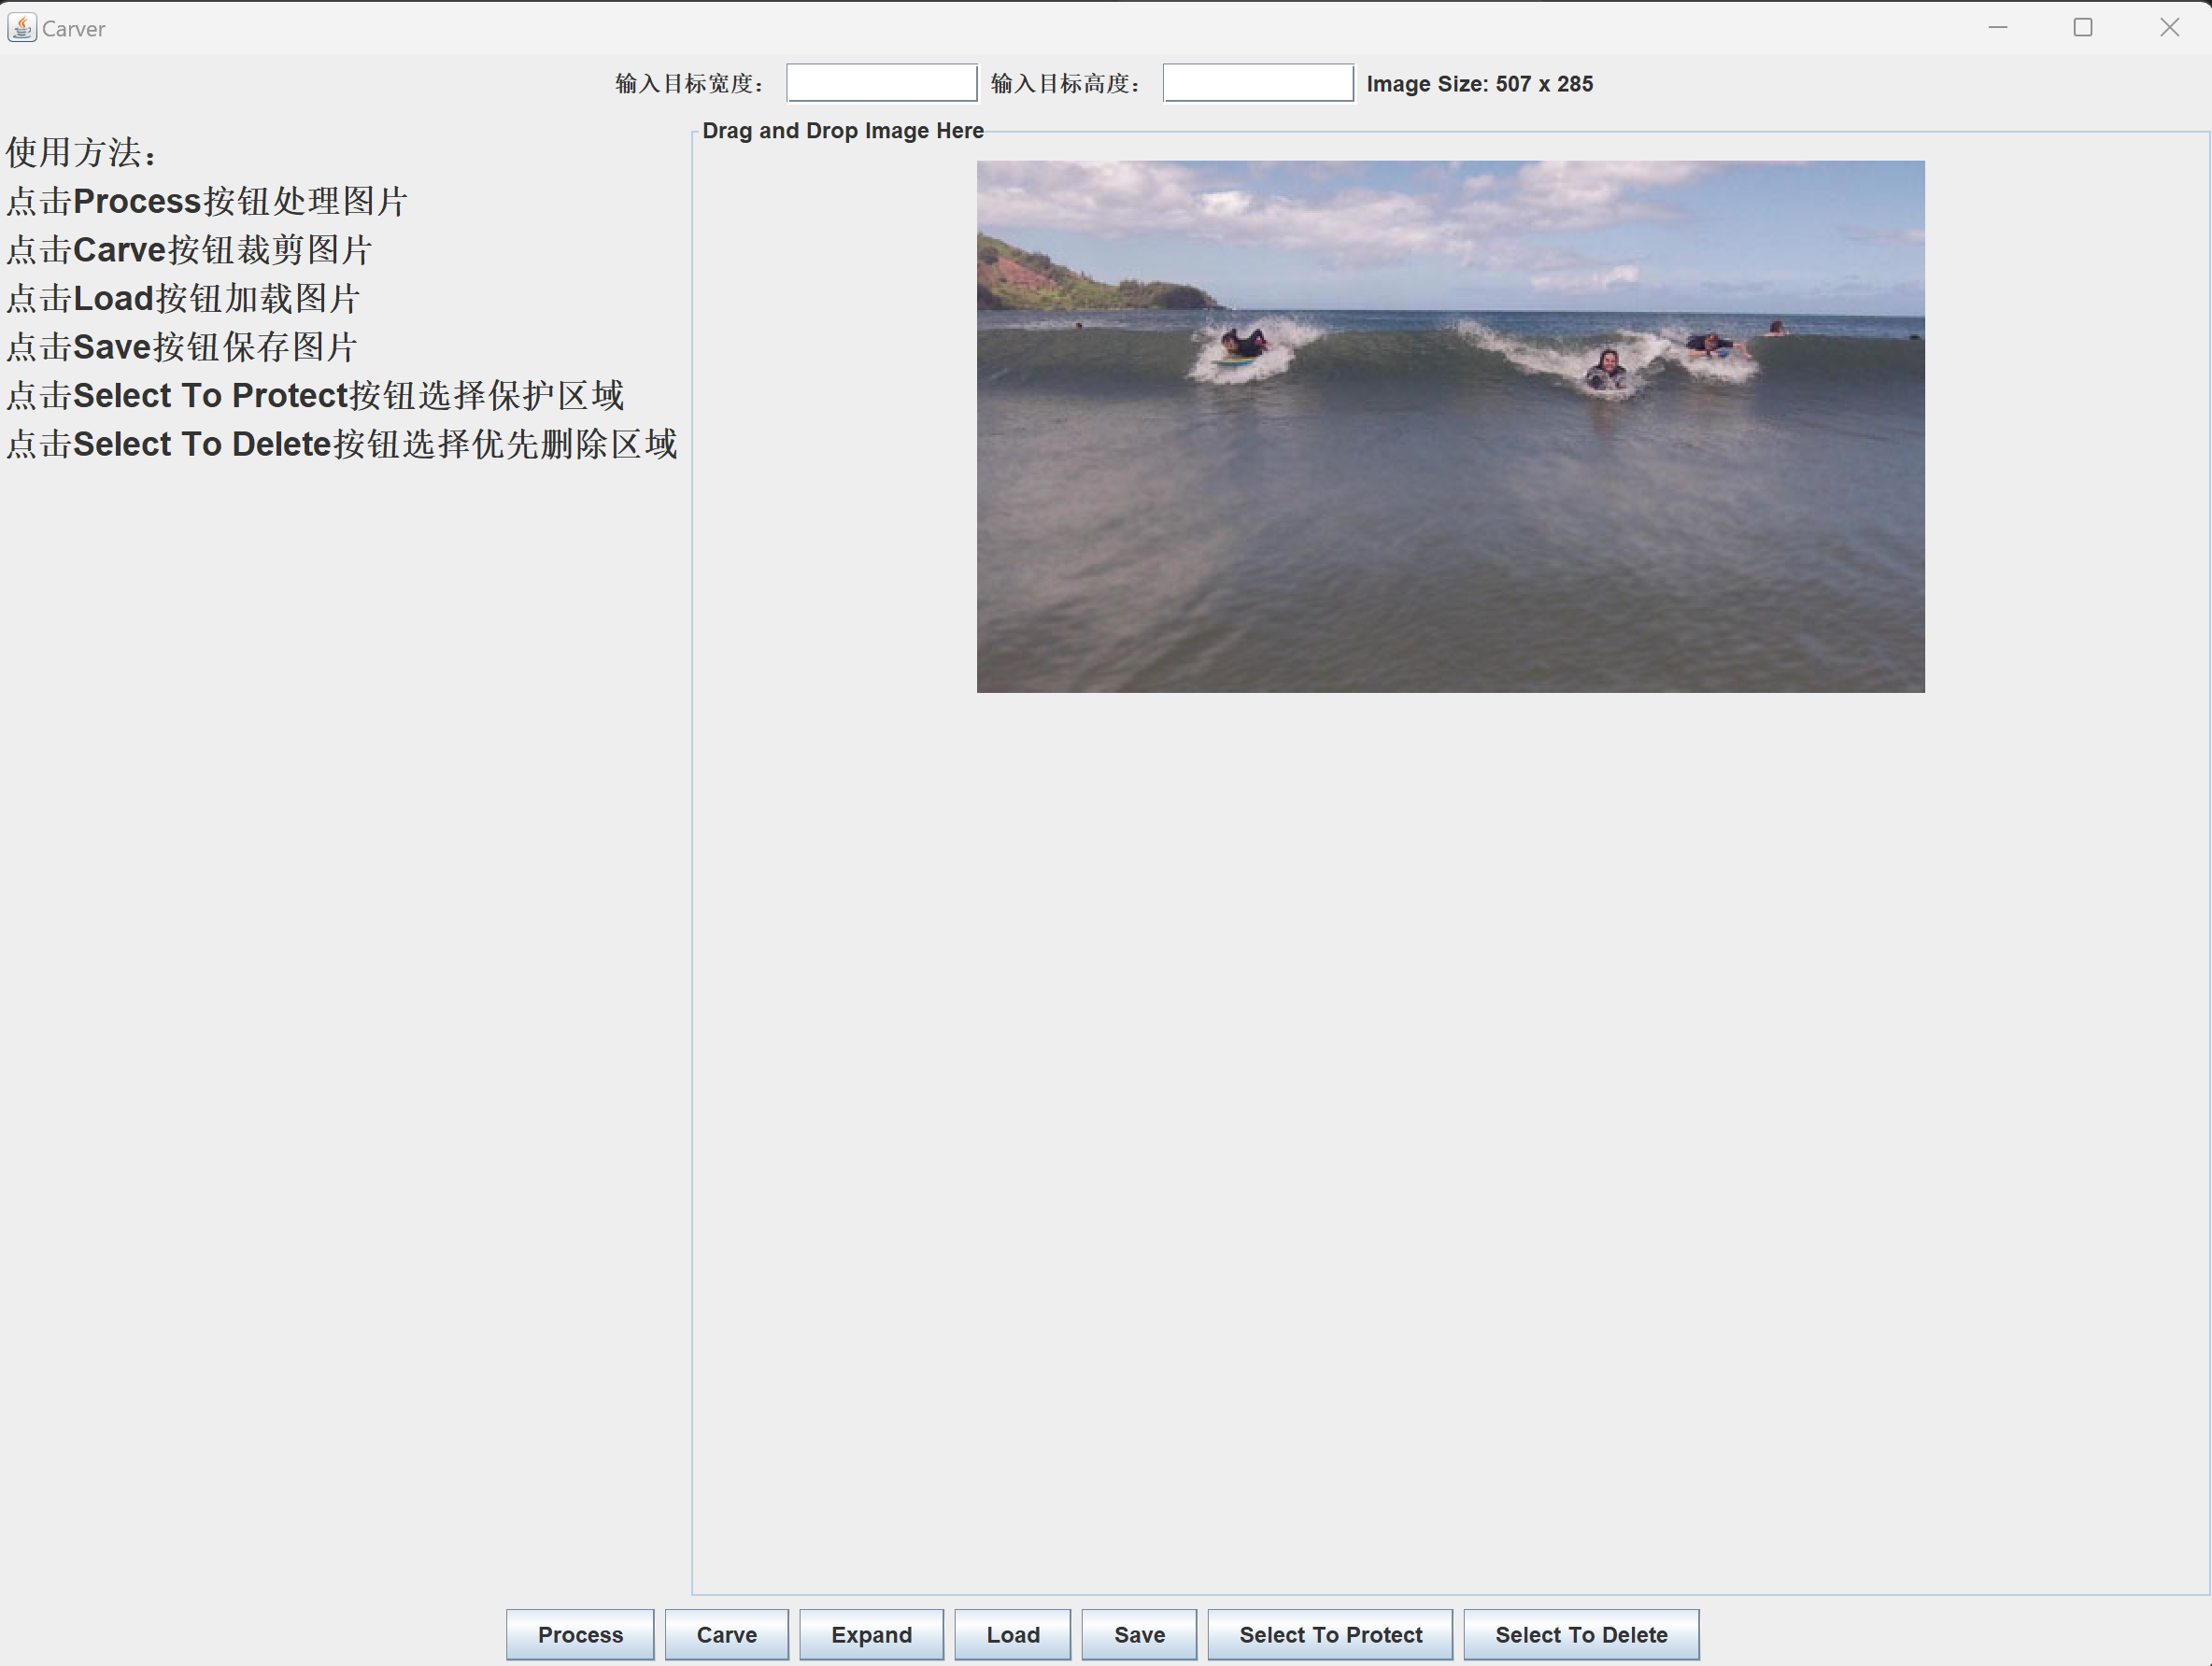 Carver
输入目标宽度： 输入目标高度： Image Size: 507 x 285
使用方法：
点击Process按钮处理图片
点击Carve按钮裁剪图片
点击Load按钮加载图片
点击Save按钮保存图片
点击Select To Protect按钮选择保护区域
点击Select To Delete按钮选择优先删除区域
Drag and Drop Image Here
Process Carve Expand Load Save Select To Protect Select To Delete